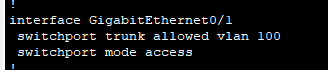 !
interface GigabitEthernet0/1
 switchport trunk allowed vlan 100
 switchport mode access
!